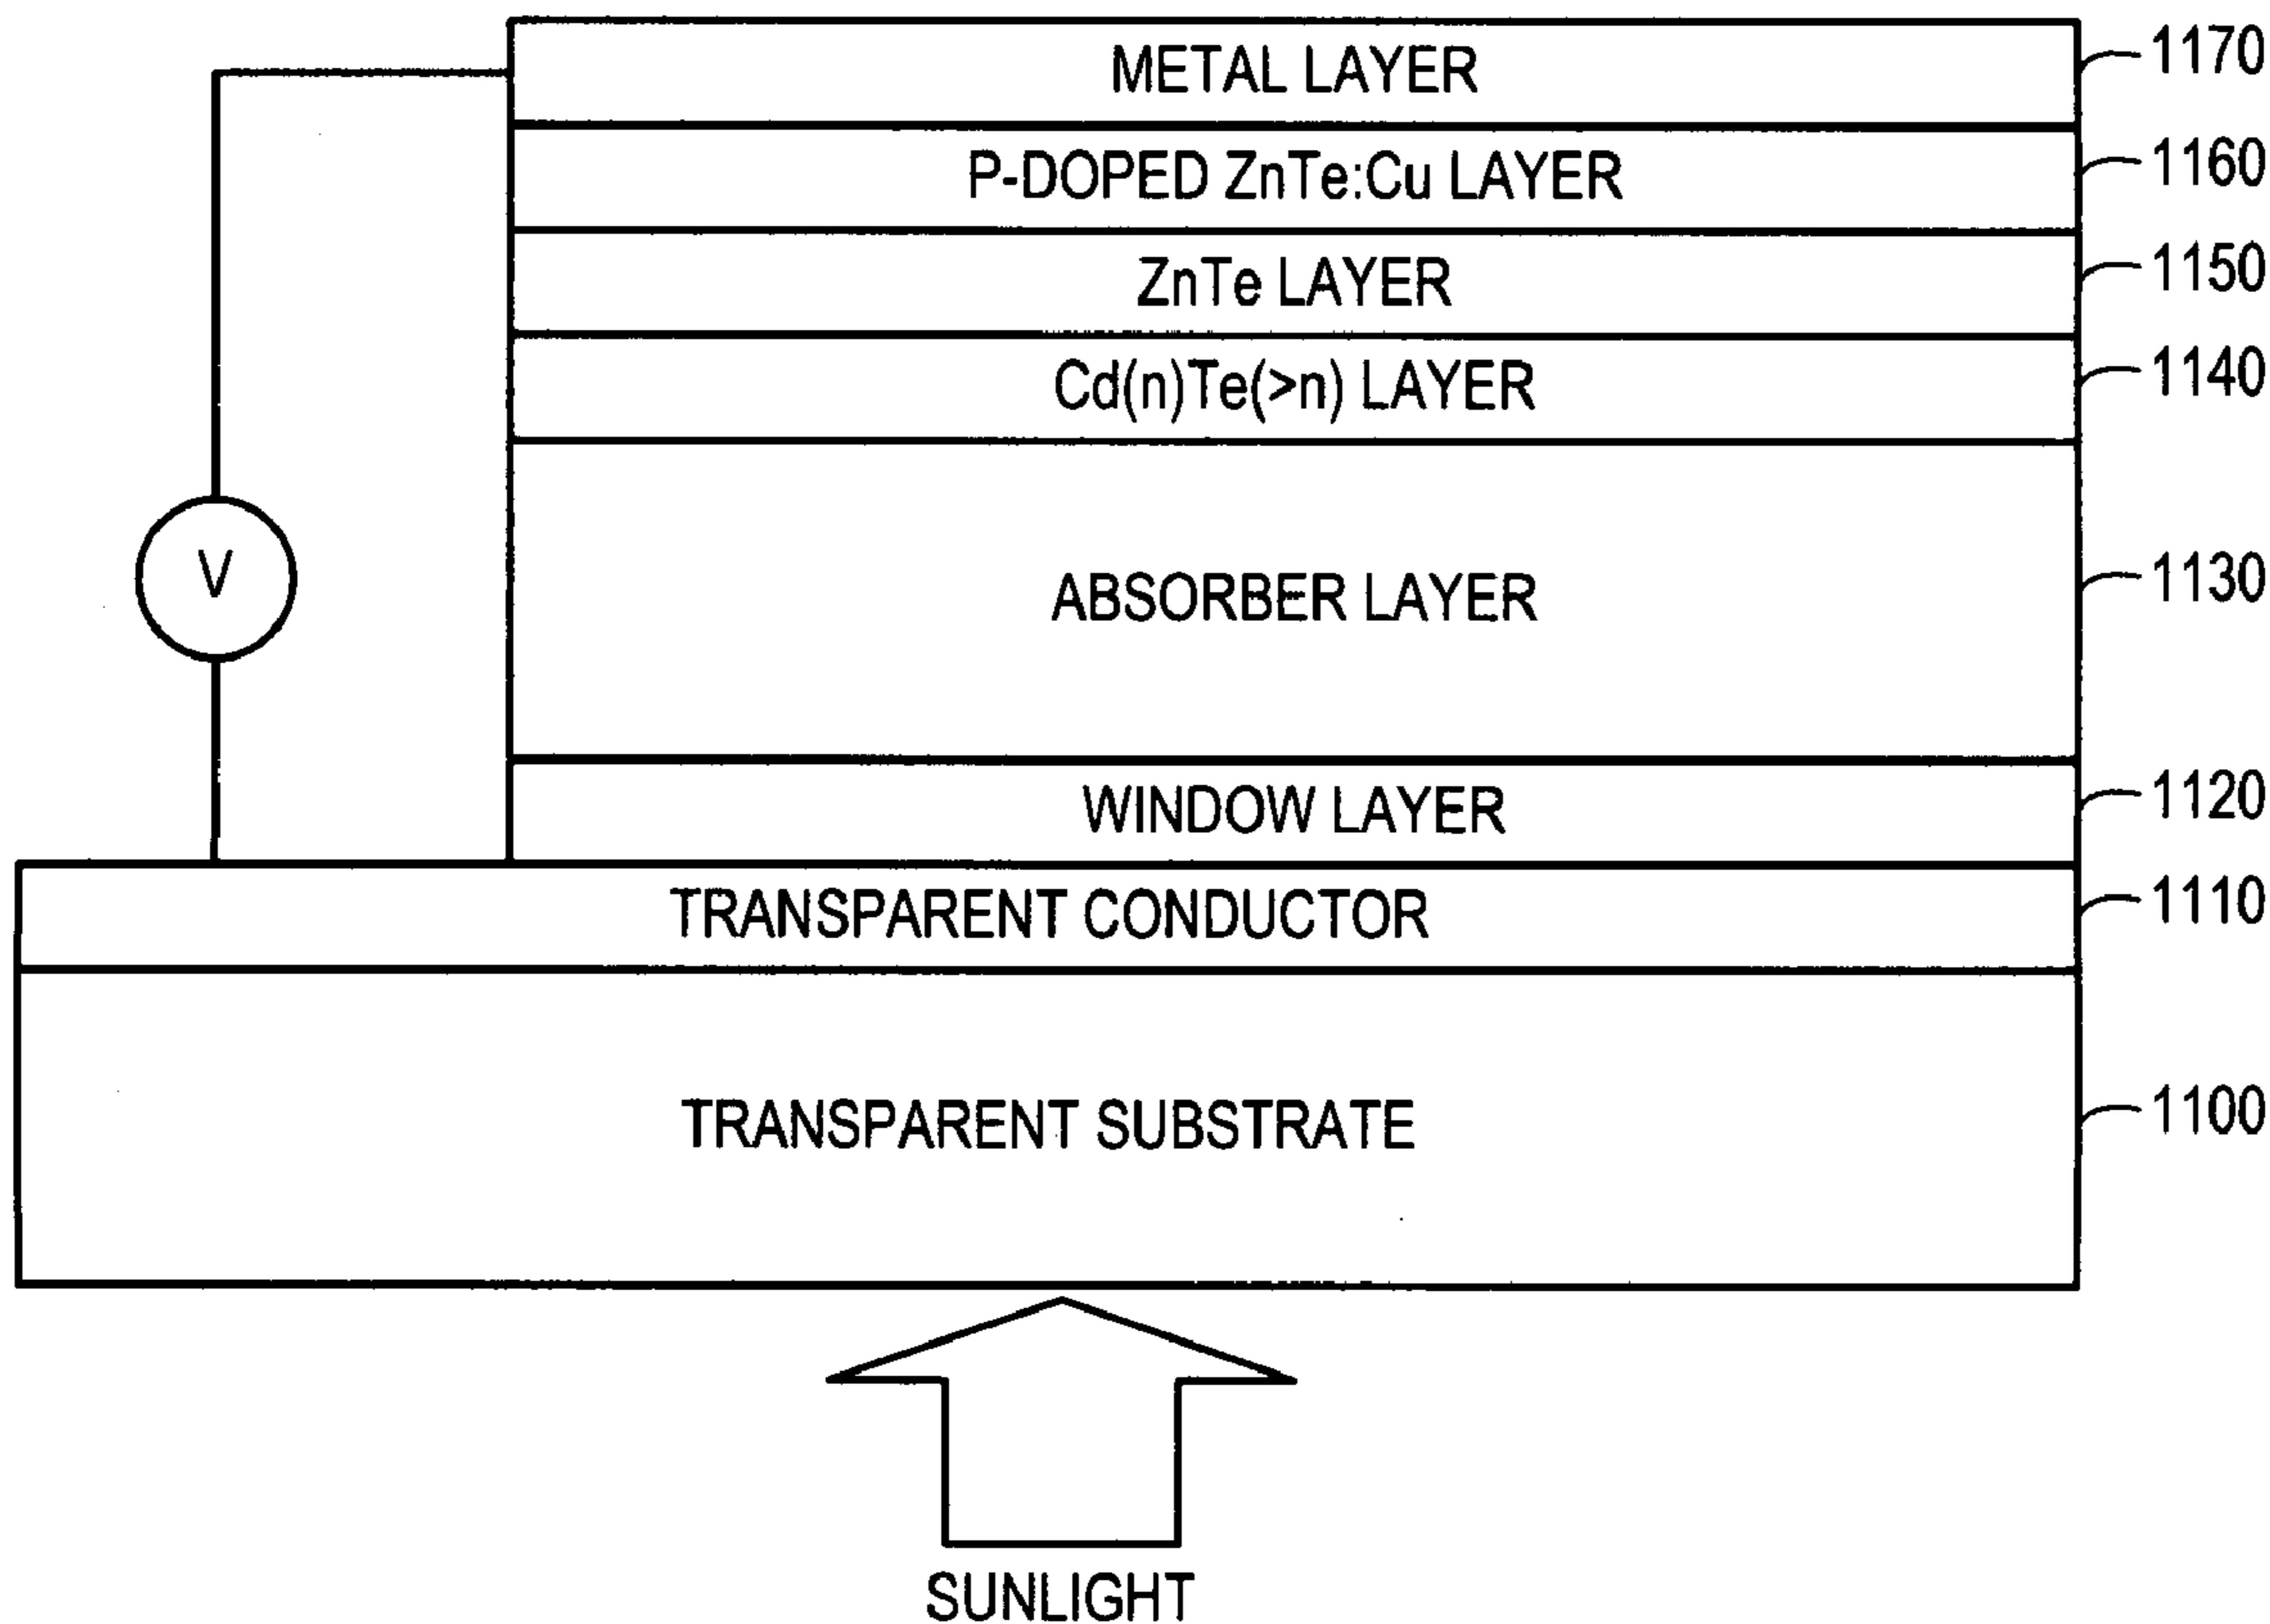 METAL LAYER 1170
P-DOPED ZnTe:Cu LAYER 1160
ZnTe LAYER 1150
Cd(n)Te(>n) LAYER 1140
V ABSORBER LAYER 1130
WINDOW LAYER 1120
TRANSPARENT CONDUCTOR 1110
TRANSPARENT SUBSTRATE 1100
SUNLIGHT